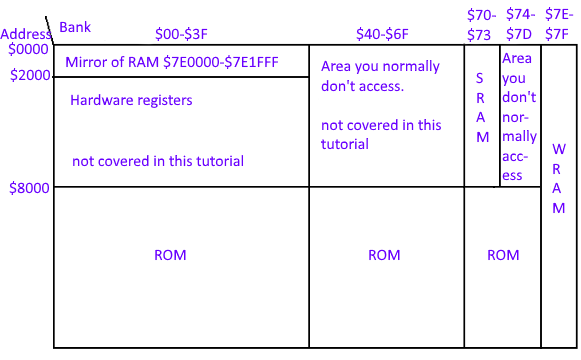 Bank
$00-$3F
$40-$6F
$70-
$73
$74-
$7D
$7E-
$7F
Address
$0000
$2000
$8000
Mirror of RAM $7E0000-$7E1FFF
Hardware registers
not covered in this tutorial
Area you normally
don't access.
not covered in this
tutorial
S
R
A
M
Area
you
don't
nor-
mally
acc-
ess
W
R
A
M
ROM
ROM
ROM